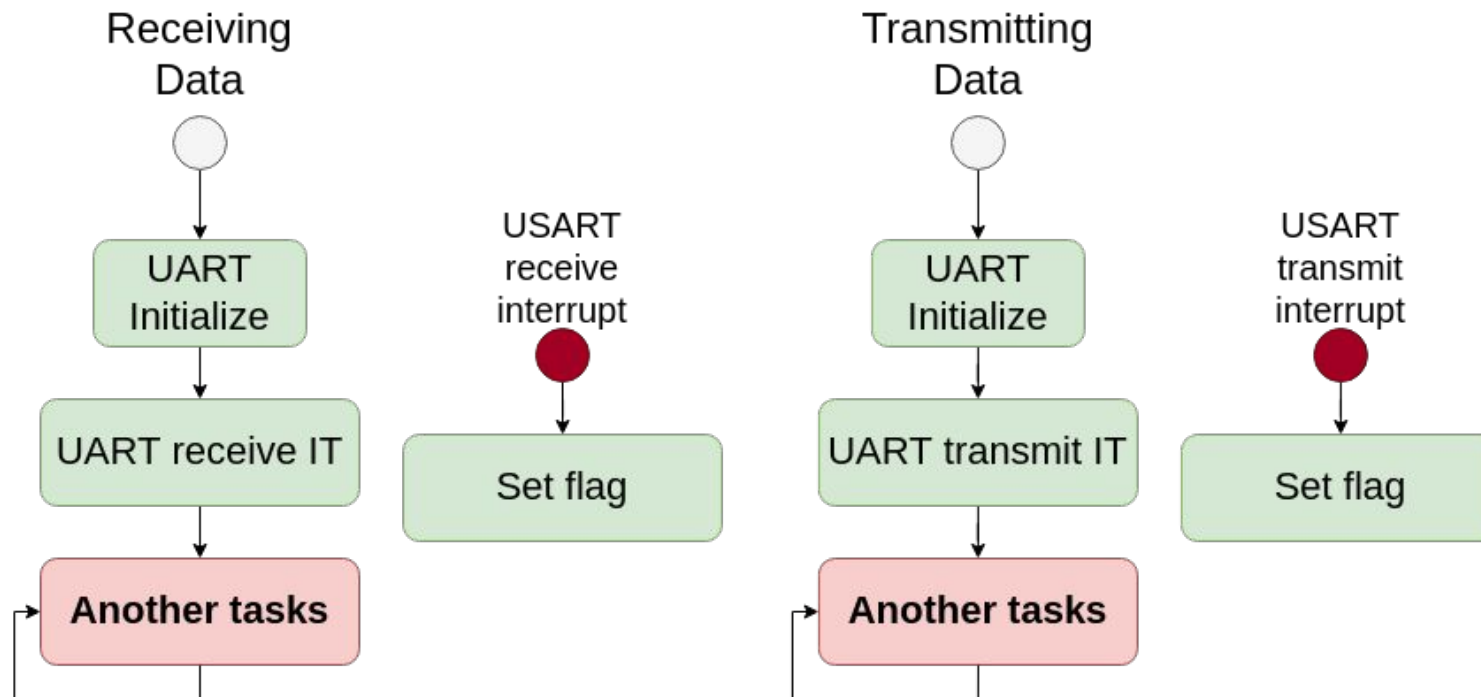 Receiving
Data
UART
Initialize
UART receive IT
Another tasks
USART
receive
interrupt
Set flag
Transmitting
Data
UART
Initialize
UART transmit IT
Another tasks
USART
transmit
interrupt
Set flag